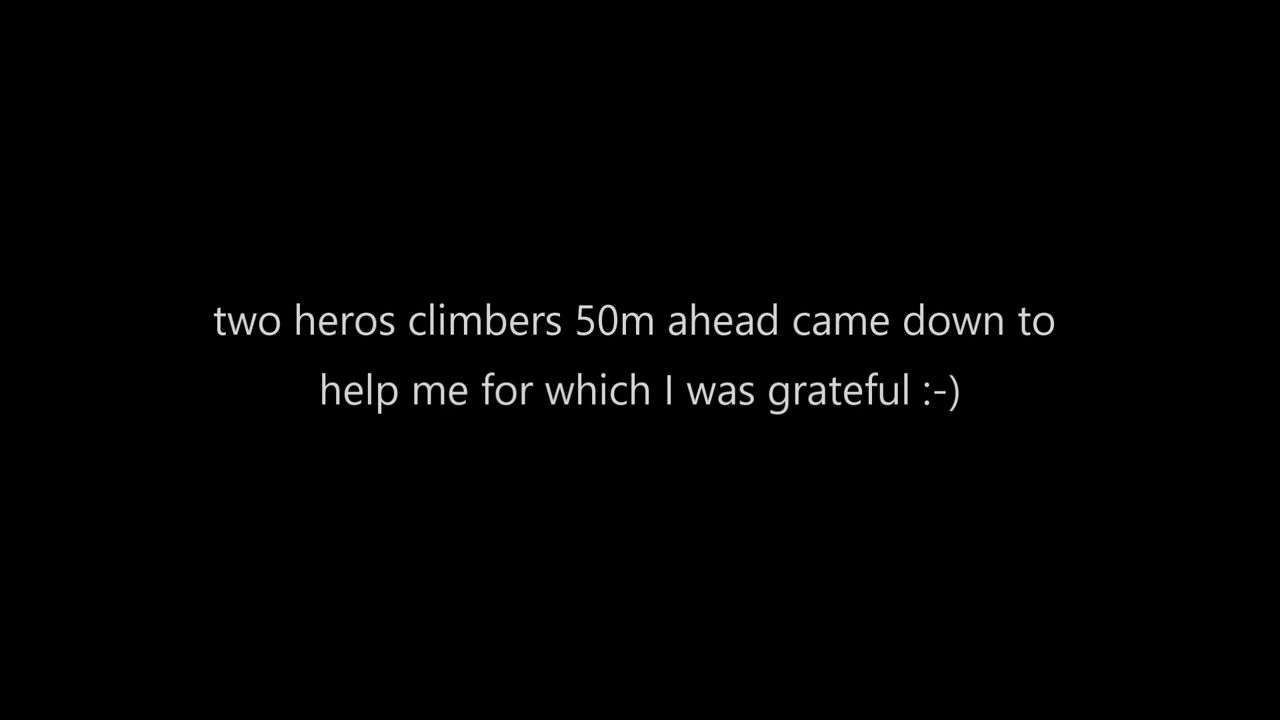 two heros climbers 50m ahead came down to
help me for which I was grateful :-)